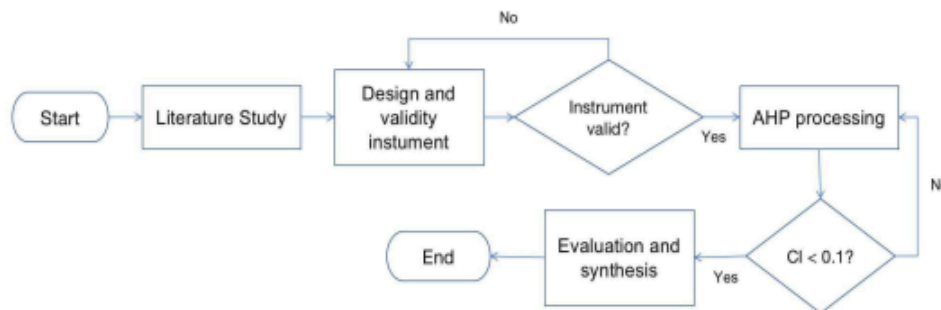 No
Start
Literature Study
Design and
validity
instument
Instrument
valid?
Yes
AHP processing
N
End
Evaluation and
synthesis
Yes
CI < 0.1?